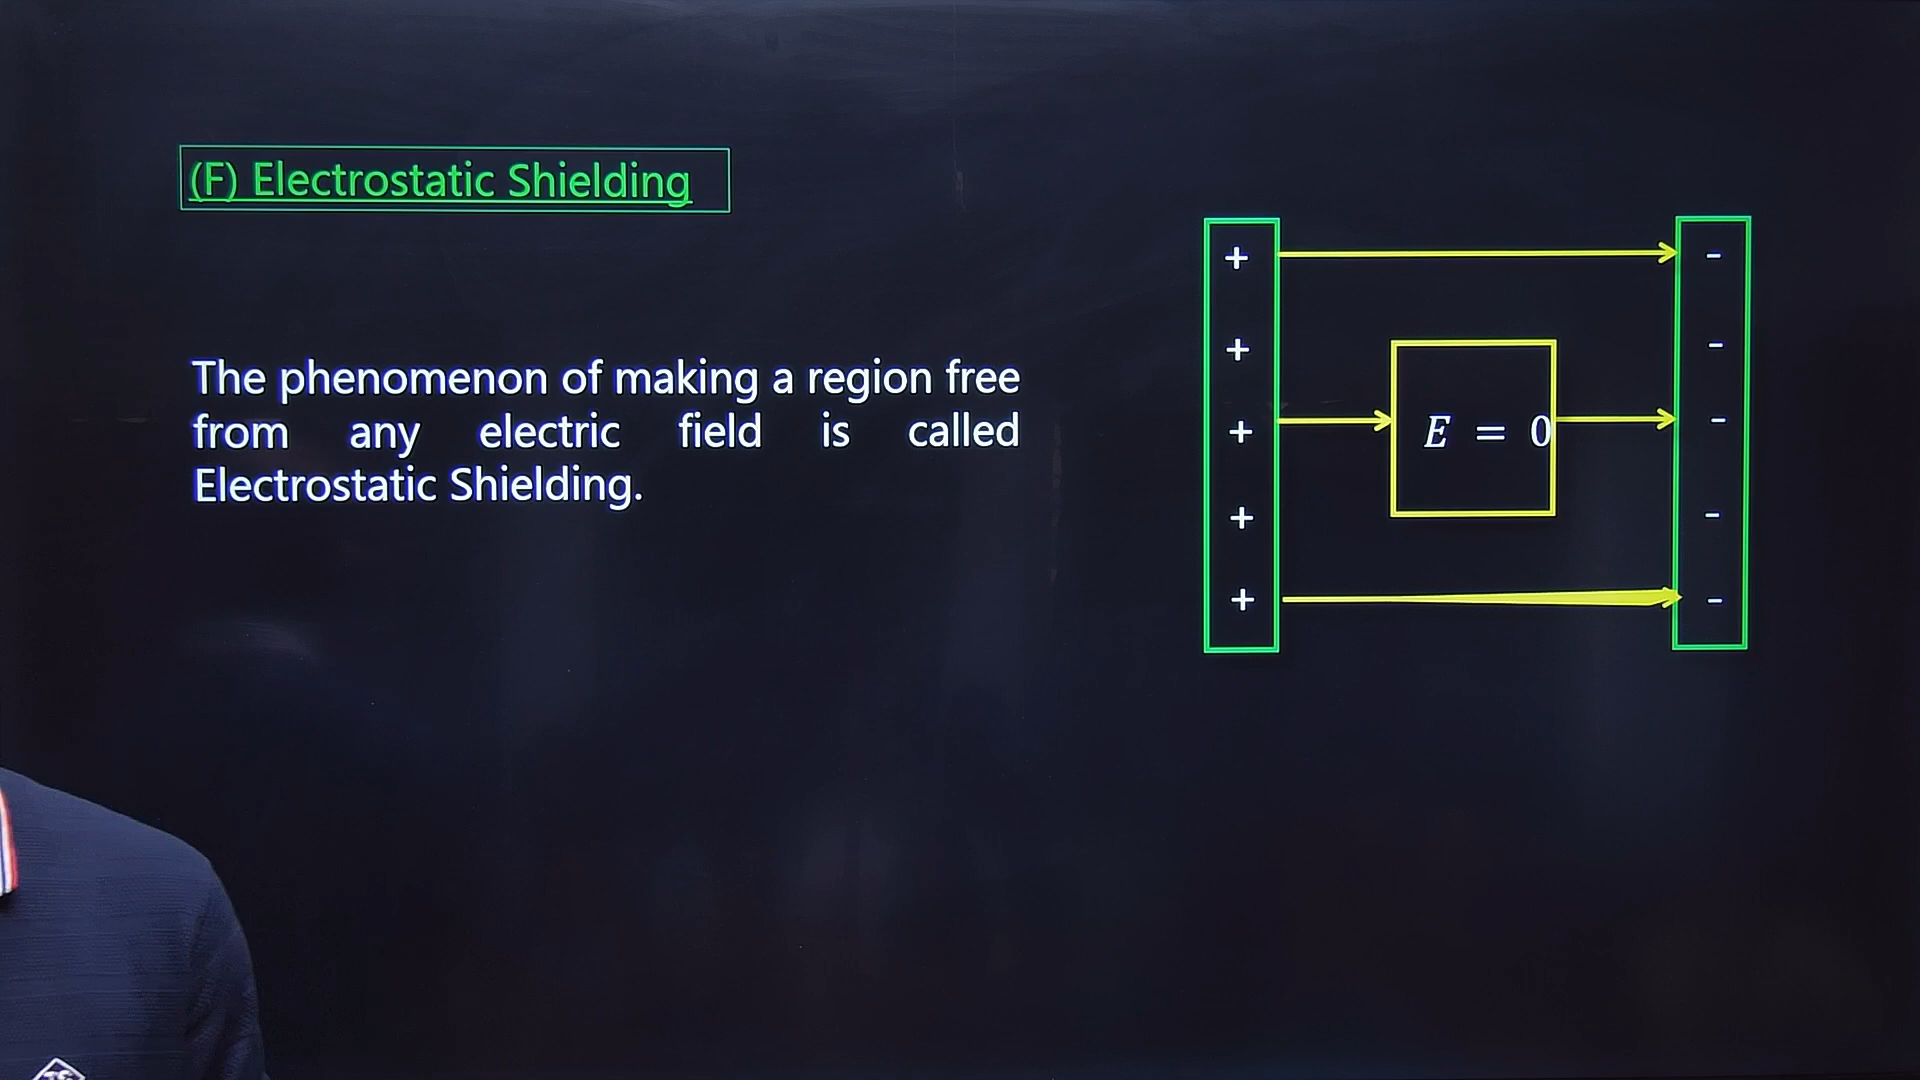 (F) Electrostatic Shielding
The phenomenon of making a region free
from any electric field is called
Electrostatic Shielding.
+ -
+ -
+ E = 0 -
+ -
+ -